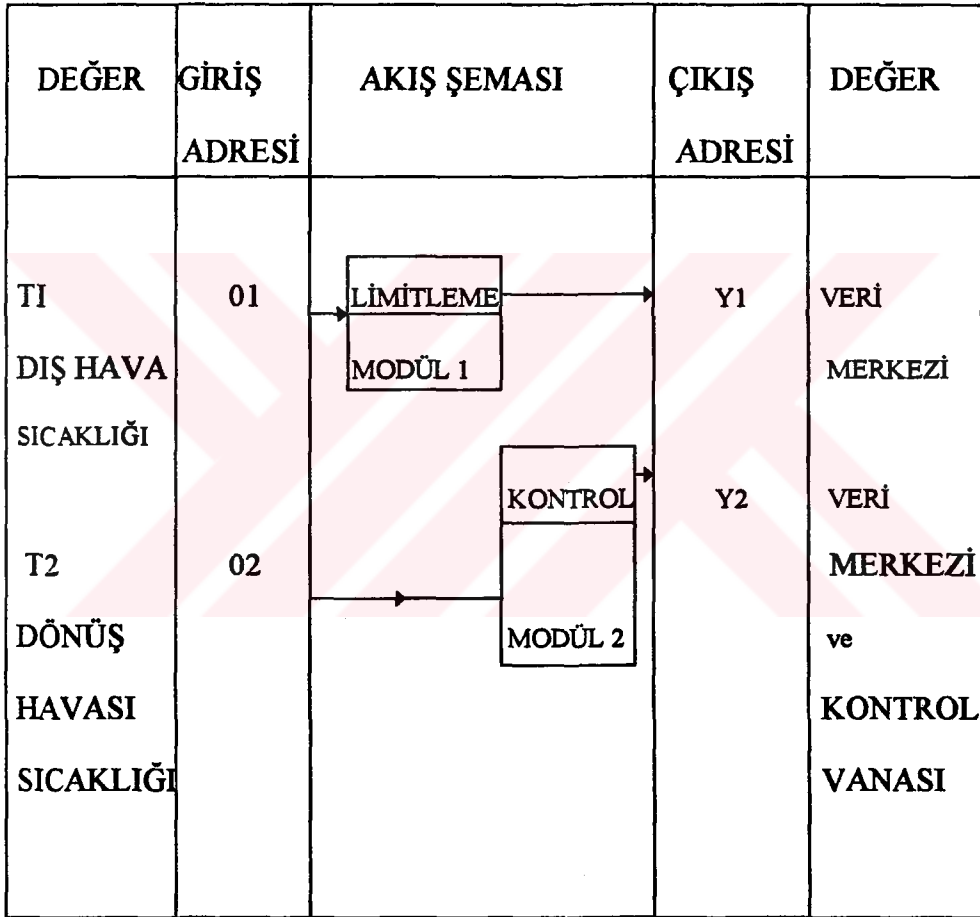 DEĞER GİRİŞ AKIŞ ŞEMASI ÇIKIŞ DEĞER
ADRESİ ADRESİ
TI 01 LİMİTLEME Y1 VERİ
DIŞ HAVA MODÜL 1 MERKEZİ
SICAKLIĞI
KONTROL Y2 VERİ
T2 02 MERKEZİ
DÖNÜŞ MODÜL 2 ve
HAVASI KONTROL
SICAKLIĞI VANASI